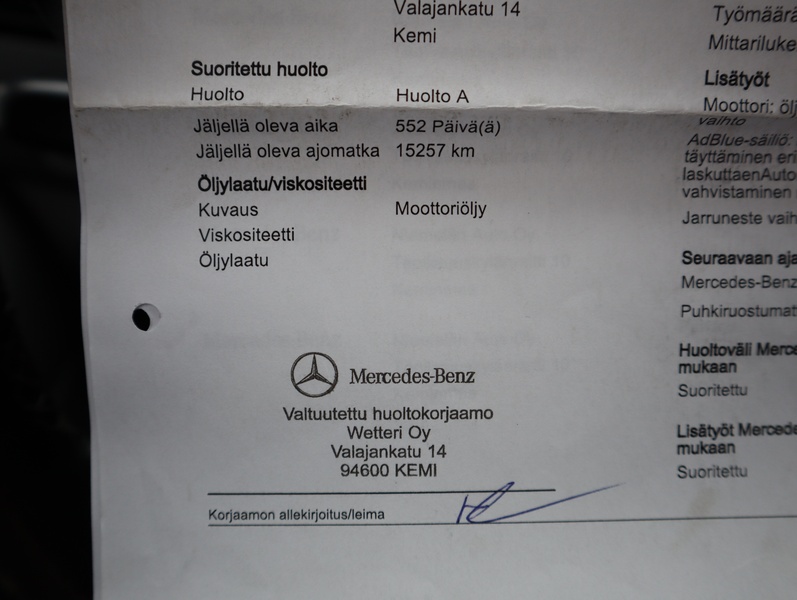 Valajankatu 14
Kemi
Suoritettu huolto
Huolto Huolto A
Jäljellä oleva aika 552 Päivä(ä)
Jäljellä oleva ajomatka 15257 km
Öljylaatu/viskositeetti
Kuvaus Moottoriöljy
Viskositeetti
Öljylaatu
Mercedes-Benz
Valtuutettu huoltokorjaamo
Wetteri Oy
Valajankatu 14
94600 KEMI
Korjaamon allekirjoitus/leima
Työmäärä
Mittariluke
Lisätyöt
Moottori: öl
vaihto
AdBlue-säiliö:
täyttäminen eri
laskuttaenAuto
vahvistaminen
Jarruneste vaih
Seuraavaan aja
Mercedes-Benz
Puhkiruostumat
Huoltoväli Merce
mukaan
Suoritettu
Lisätyöt Mercede
mukaan
Suoritettu